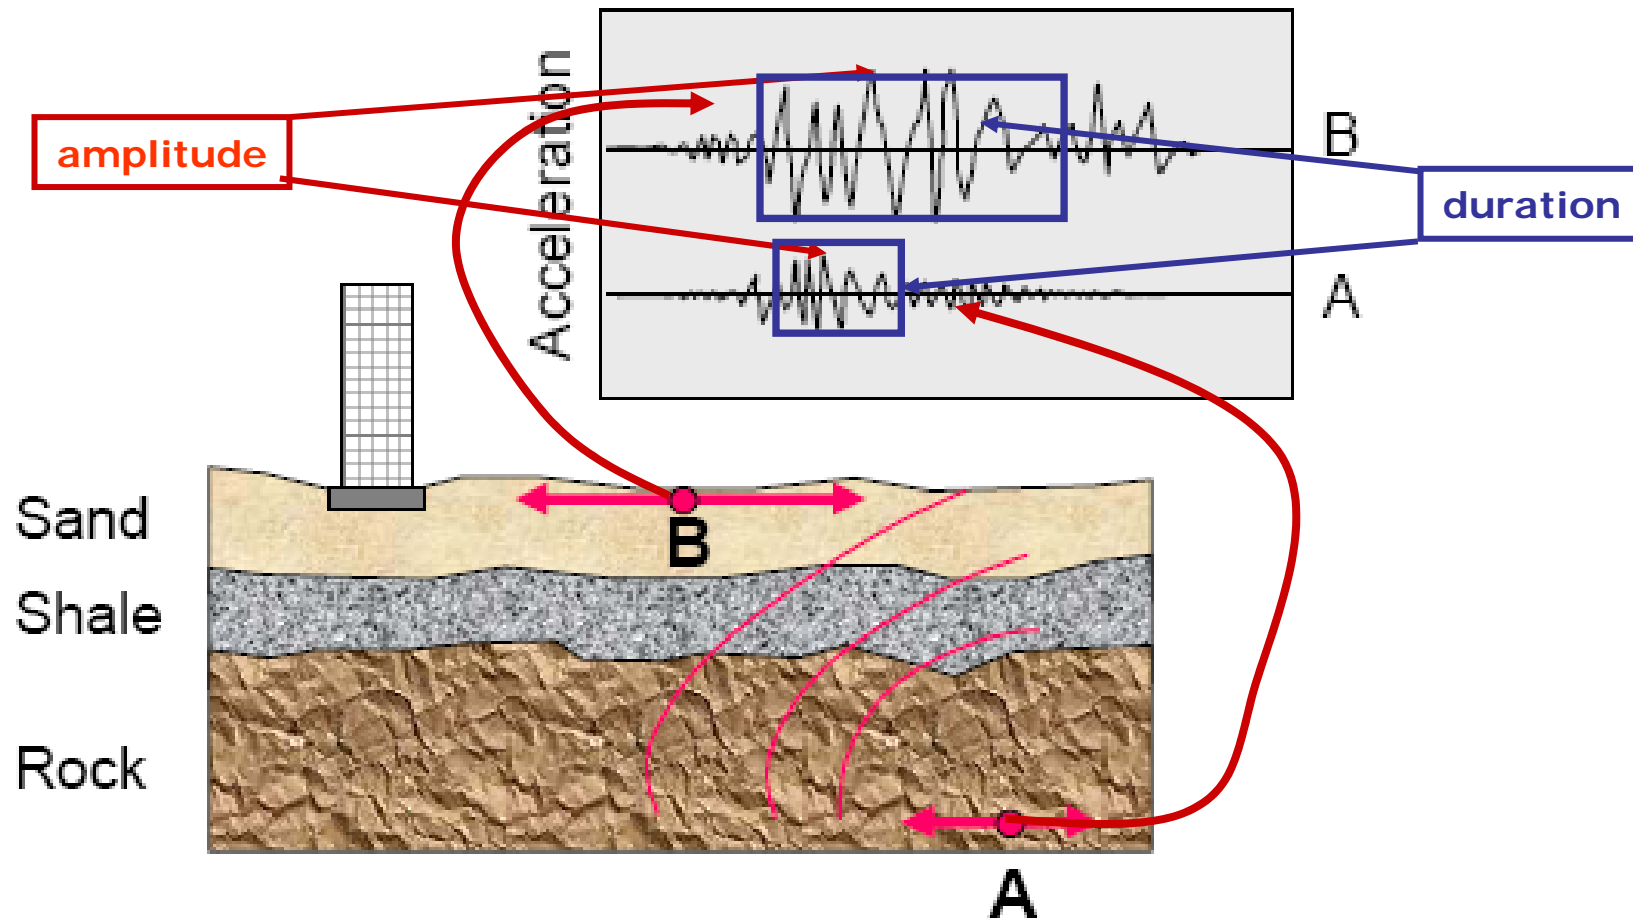 Acceleration
B
amplitude
duration
A
Sand
B
Shale
Rock
A